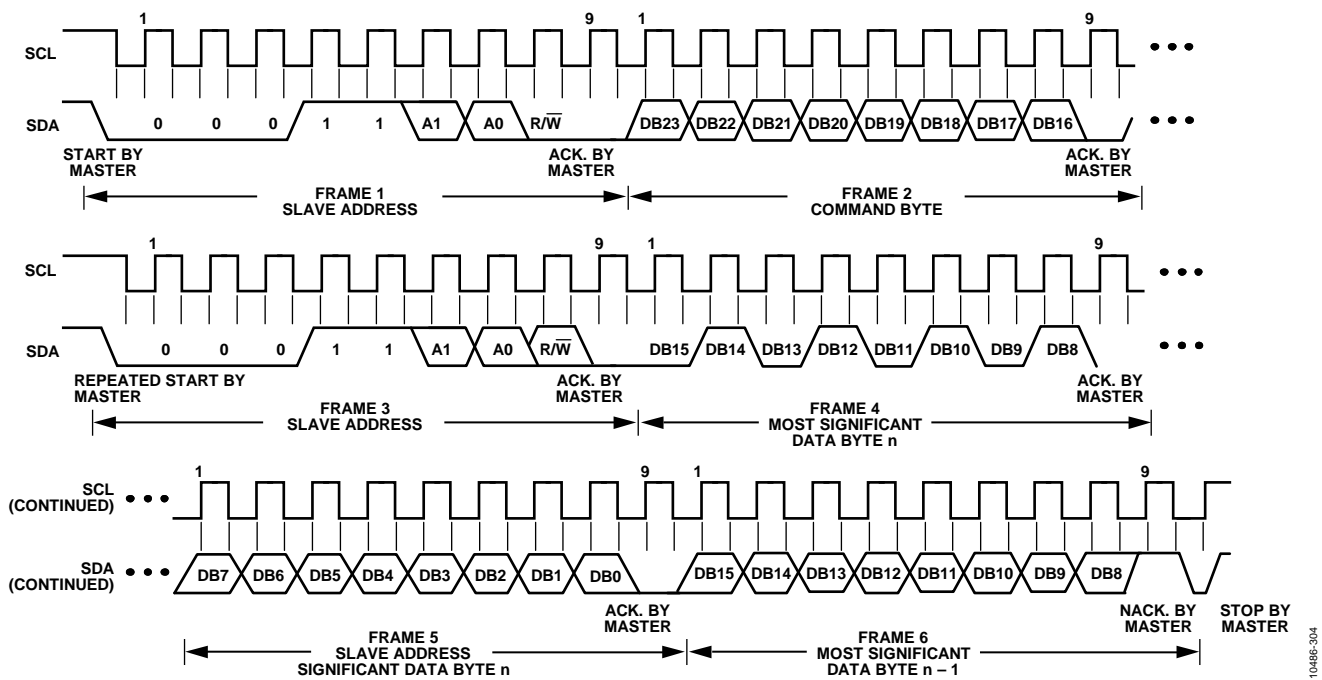 1 9 1 9
SCL
SDA 0 0 0 1 1 A1 A0 R/W̅ DB23 DB22 DB21 DB20 DB19 DB18 DB17 DB16
START BY
MASTER
ACK. BY
MASTER
ACK. BY
MASTER
FRAME 1
SLAVE ADDRESS
FRAME 2
COMMAND BYTE
1 9 1 9
SCL
SDA 0 0 0 1 1 A1 A0 R/W̅ DB15 DB14 DB13 DB12 DB11 DB10 DB9 DB8
REPEATED START BY
MASTER
ACK. BY
MASTER
ACK. BY
MASTER
FRAME 3
SLAVE ADDRESS
FRAME 4
MOST SIGNIFICANT
DATA BYTE n
1 9 1 9
SCL
(CONTINUED)
SDA
(CONTINUED)
DB7 DB6 DB5 DB4 DB3 DB2 DB1 DB0 DB15 DB14 DB13 DB12 DB11 DB10 DB9 DB8
ACK. BY
MASTER
NACK. BY
MASTER
STOP BY
MASTER
FRAME 5
SLAVE ADDRESS
SIGNIFICANT DATA BYTE n
FRAME 6
MOST SIGNIFICANT
DATA BYTE n – 1
10486-304